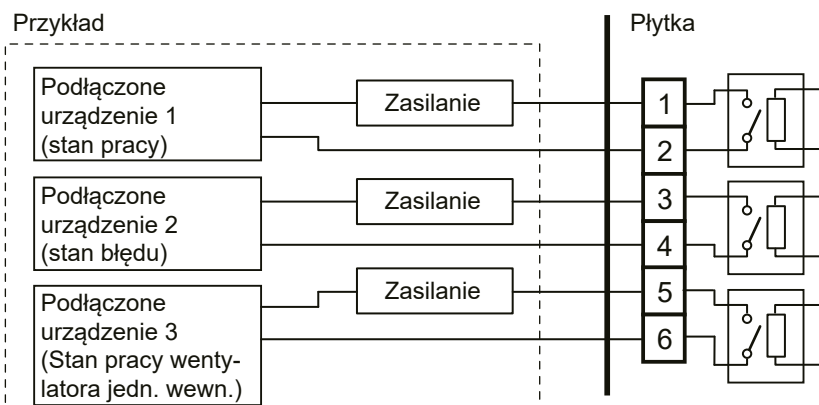 Przykład
Płytka
Podłączone
urządzenie 1
(stan pracy)
Zasilanie
1
2
Podłączone
urządzenie 2
(stan błędu)
Zasilanie
3
4
Podłączone
urządzenie 3
(Stan pracy wenty-
latora jedn. wewn.)
Zasilanie
5
6